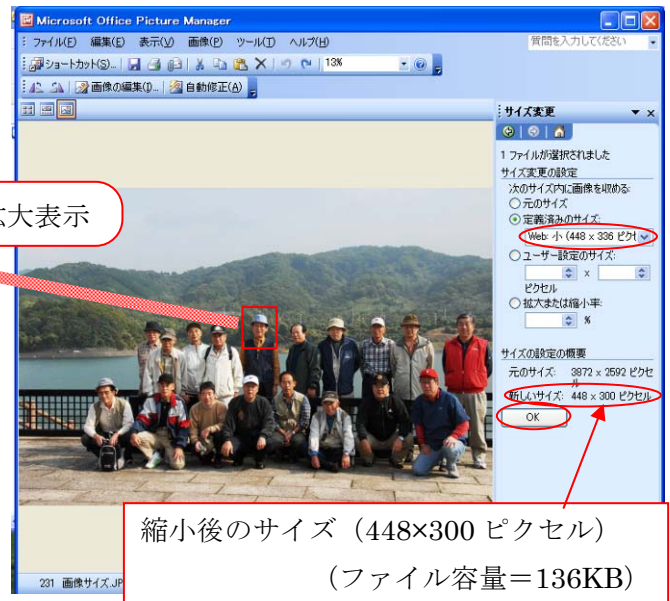 Microsoft Office Picture Manager
ファイル(F) 編集(E) 表示(V) 画像(P) ツール(T) ヘルプ(H)
質問を入力してください
ショートカット(S)...
13%
画像の編集(I)...
自動修正(A)
サイズ変更
1 ファイルが選択されました
サイズ変更の設定
次のサイズ内に画像を収める:
元のサイズ
定義済みのサイズ:
Web: 小 (448 x 336 ピクセ
ユーザー設定のサイズ:
x
ピクセル
拡大または縮小率:
%
サイズの設定の概要
元のサイズ: 3872 x 2592 ピクセ
ル
新しいサイズ: 448 x 300 ピクセル
OK
大表示
縮小後のサイズ（448×300 ピクセル）
（ファイル容量＝136KB）
231 画像サイズ.JP